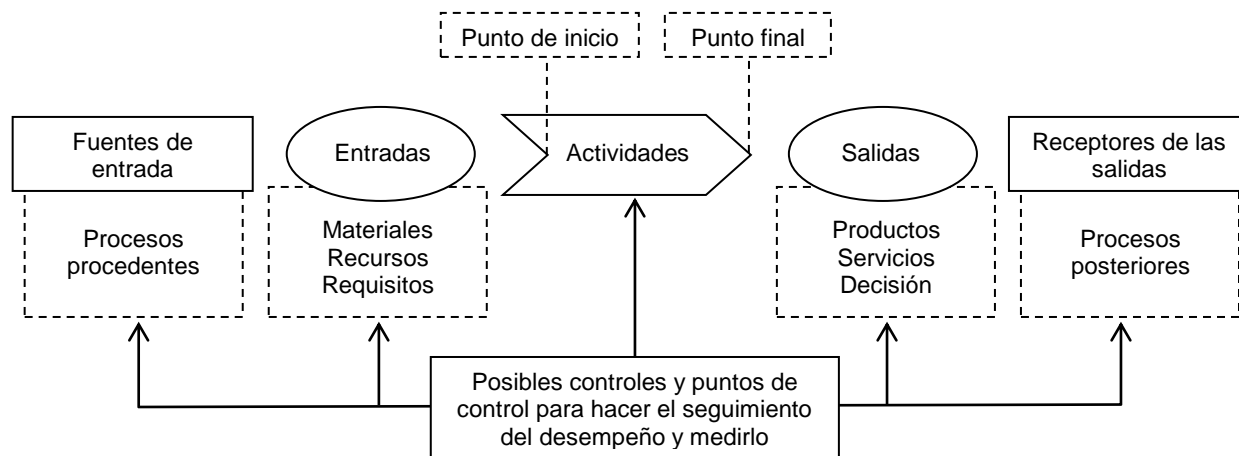 Punto de inicio
Punto final
Fuentes de
entrada
Entradas
Actividades
Salidas
Receptores de las
salidas
Procesos
procedentes
Materiales
Recursos
Requisitos
Productos
Servicios
Decisión
Procesos
posteriores
Posibles controles y puntos de
control para hacer el seguimiento
del desempeño y medirlo